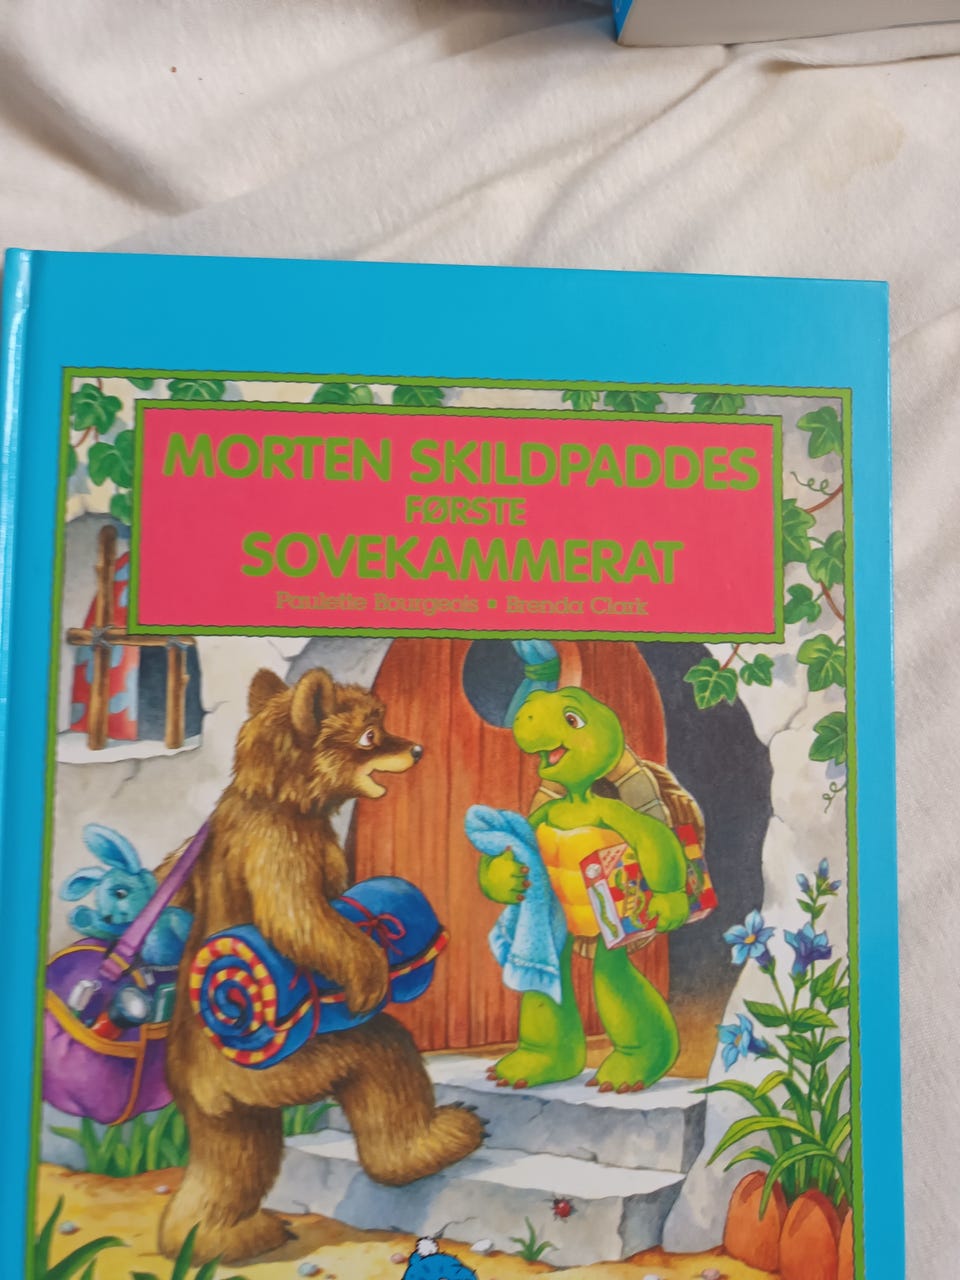 MORTEN SKILDPADDES
FØRSTE
SOVEKAMMERAT
Paulette Bourgeois • Brenda Clark